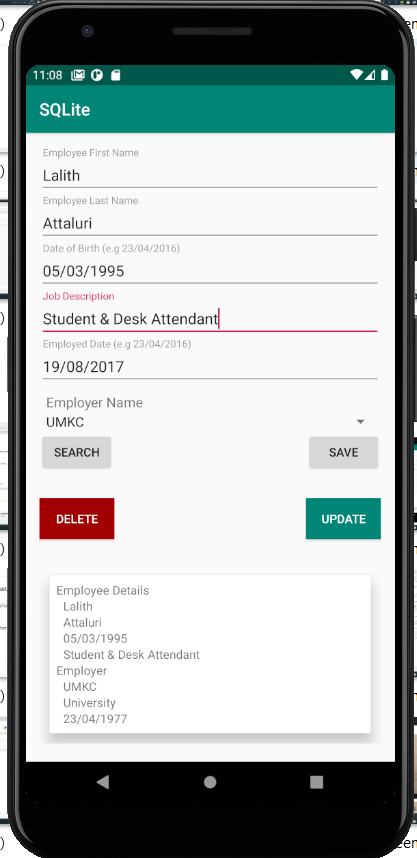 11:08
SQLite
Employee First Name
Lalith
Employee Last Name
Attaluri
Date of Birth (e.g 23/04/2016)
05/03/1995
Job Description
Student & Desk Attendant
Employed Date (e.g 23/04/2016)
19/08/2017
Employer Name
UMKC
SEARCH SAVE
DELETE UPDATE
Employee Details
Lalith
Attaluri
05/03/1995
Student & Desk Attendant
Employer
UMKC
University
23/04/1977